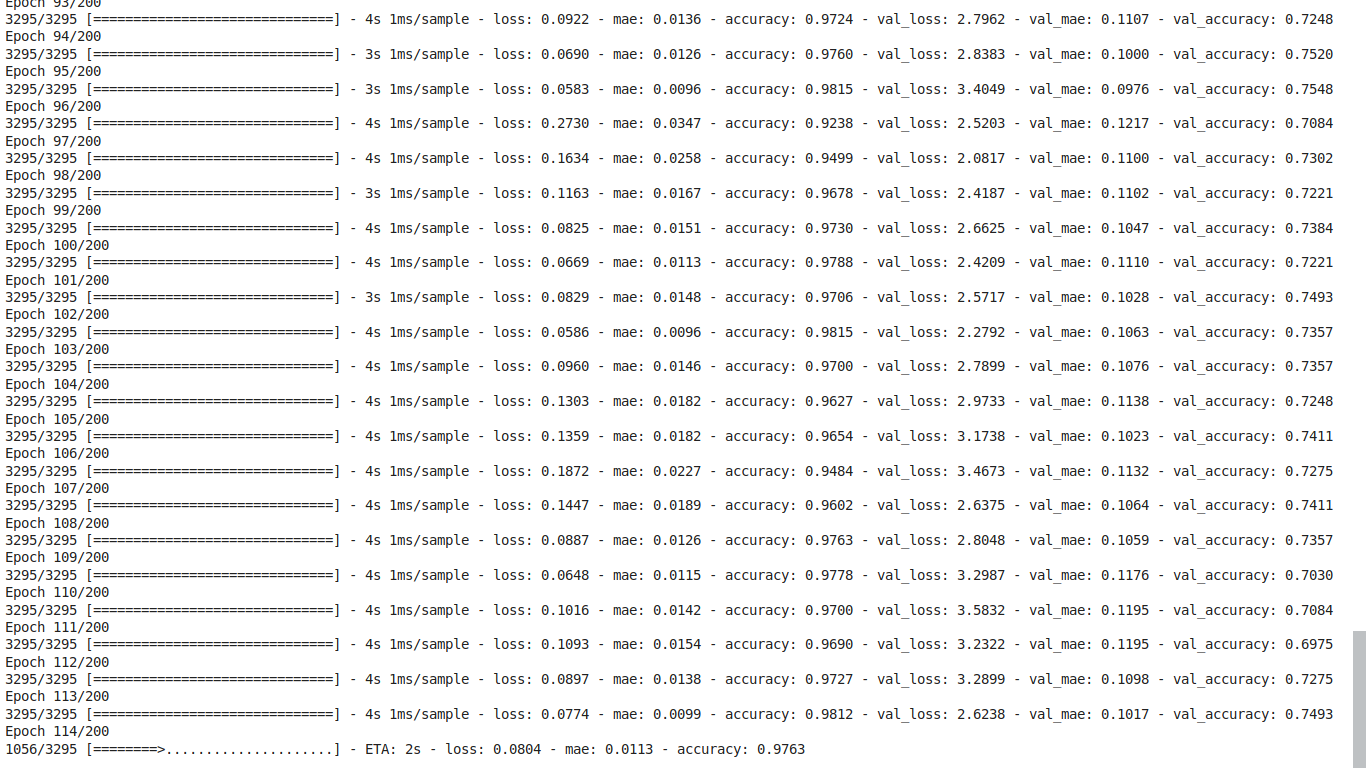 Epoch 93/200
3295/3295 [==============================] - 4s 1ms/sample - loss: 0.0922 - mae: 0.0136 - accuracy: 0.9724 - val_loss: 2.7962 - val_mae: 0.1107 - val_accuracy: 0.7248
Epoch 94/200
3295/3295 [==============================] - 3s 1ms/sample - loss: 0.0690 - mae: 0.0126 - accuracy: 0.9760 - val_loss: 2.8383 - val_mae: 0.1000 - val_accuracy: 0.7520
Epoch 95/200
3295/3295 [==============================] - 3s 1ms/sample - loss: 0.0583 - mae: 0.0096 - accuracy: 0.9815 - val_loss: 3.4049 - val_mae: 0.0976 - val_accuracy: 0.7548
Epoch 96/200
3295/3295 [==============================] - 4s 1ms/sample - loss: 0.2730 - mae: 0.0347 - accuracy: 0.9238 - val_loss: 2.5203 - val_mae: 0.1217 - val_accuracy: 0.7084
Epoch 97/200
3295/3295 [==============================] - 4s 1ms/sample - loss: 0.1634 - mae: 0.0258 - accuracy: 0.9499 - val_loss: 2.0817 - val_mae: 0.1100 - val_accuracy: 0.7302
Epoch 98/200
3295/3295 [==============================] - 3s 1ms/sample - loss: 0.1163 - mae: 0.0167 - accuracy: 0.9678 - val_loss: 2.4187 - val_mae: 0.1102 - val_accuracy: 0.7221
Epoch 99/200
3295/3295 [==============================] - 4s 1ms/sample - loss: 0.0825 - mae: 0.0151 - accuracy: 0.9730 - val_loss: 2.6625 - val_mae: 0.1047 - val_accuracy: 0.7384
Epoch 100/200
3295/3295 [==============================] - 4s 1ms/sample - loss: 0.0669 - mae: 0.0113 - accuracy: 0.9788 - val_loss: 2.4209 - val_mae: 0.1110 - val_accuracy: 0.7221
Epoch 101/200
3295/3295 [==============================] - 3s 1ms/sample - loss: 0.0829 - mae: 0.0148 - accuracy: 0.9706 - val_loss: 2.5717 - val_mae: 0.1028 - val_accuracy: 0.7493
Epoch 102/200
3295/3295 [==============================] - 4s 1ms/sample - loss: 0.0586 - mae: 0.0096 - accuracy: 0.9815 - val_loss: 2.2792 - val_mae: 0.1063 - val_accuracy: 0.7357
Epoch 103/200
3295/3295 [==============================] - 4s 1ms/sample - loss: 0.0960 - mae: 0.0146 - accuracy: 0.9700 - val_loss: 2.7899 - val_mae: 0.1076 - val_accuracy: 0.7357
Epoch 104/200
3295/3295 [==============================] - 4s 1ms/sample - loss: 0.1303 - mae: 0.0182 - accuracy: 0.9627 - val_loss: 2.9733 - val_mae: 0.1138 - val_accuracy: 0.7248
Epoch 105/200
3295/3295 [==============================] - 4s 1ms/sample - loss: 0.1359 - mae: 0.0182 - accuracy: 0.9654 - val_loss: 3.1738 - val_mae: 0.1023 - val_accuracy: 0.7411
Epoch 106/200
3295/3295 [==============================] - 4s 1ms/sample - loss: 0.1872 - mae: 0.0227 - accuracy: 0.9484 - val_loss: 3.4673 - val_mae: 0.1132 - val_accuracy: 0.7275
Epoch 107/200
3295/3295 [==============================] - 4s 1ms/sample - loss: 0.1447 - mae: 0.0189 - accuracy: 0.9602 - val_loss: 2.6375 - val_mae: 0.1064 - val_accuracy: 0.7411
Epoch 108/200
3295/3295 [==============================] - 4s 1ms/sample - loss: 0.0887 - mae: 0.0126 - accuracy: 0.9763 - val_loss: 2.8048 - val_mae: 0.1059 - val_accuracy: 0.7357
Epoch 109/200
3295/3295 [==============================] - 4s 1ms/sample - loss: 0.0648 - mae: 0.0115 - accuracy: 0.9778 - val_loss: 3.2987 - val_mae: 0.1176 - val_accuracy: 0.7030
Epoch 110/200
3295/3295 [==============================] - 4s 1ms/sample - loss: 0.1016 - mae: 0.0142 - accuracy: 0.9700 - val_loss: 3.5832 - val_mae: 0.1195 - val_accuracy: 0.7084
Epoch 111/200
3295/3295 [==============================] - 4s 1ms/sample - loss: 0.1093 - mae: 0.0154 - accuracy: 0.9690 - val_loss: 3.2322 - val_mae: 0.1195 - val_accuracy: 0.6975
Epoch 112/200
3295/3295 [==============================] - 4s 1ms/sample - loss: 0.0897 - mae: 0.0138 - accuracy: 0.9727 - val_loss: 3.2899 - val_mae: 0.1098 - val_accuracy: 0.7275
Epoch 113/200
3295/3295 [==============================] - 4s 1ms/sample - loss: 0.0774 - mae: 0.0099 - accuracy: 0.9812 - val_loss: 2.6238 - val_mae: 0.1017 - val_accuracy: 0.7493
Epoch 114/200
1056/3295 [========>.....................] - ETA: 2s - loss: 0.0804 - mae: 0.0113 - accuracy: 0.9763